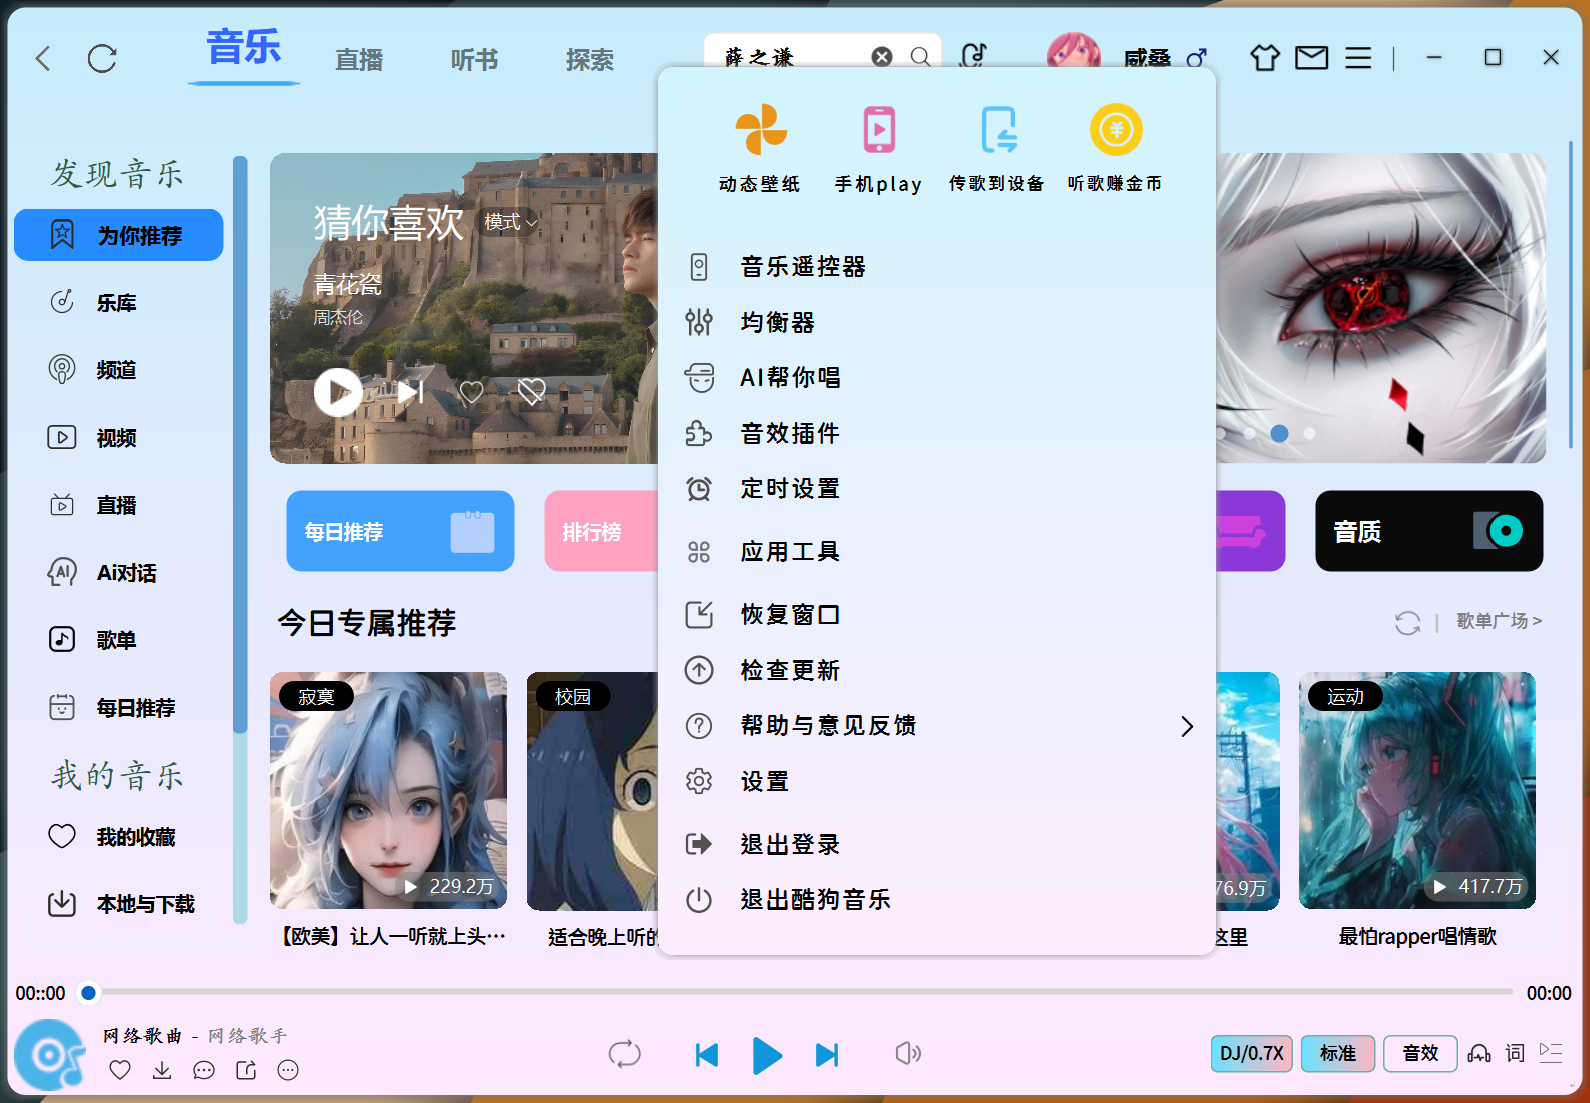 音乐
直播
听书
探索
薛之谦
威桑
发现音乐
为你推荐
乐库
频道
视频
直播
Ai对话
歌单
每日推荐
我的音乐
我的收藏
本地与下载
猜你喜欢 模式
青花瓷
周杰伦
动态壁纸
手机play
传歌到设备
听歌赚金币
音乐遥控器
均衡器
AI帮你唱
音效插件
定时设置
应用工具
恢复窗口
检查更新
帮助与意见反馈
设置
退出登录
退出酷狗音乐
每日推荐
排行榜
音质
今日专属推荐
歌单广场 >
寂寞
229.2万
【欧美】让人一听就上头…
校园
适合晚上听的
76.9万
这里
运动
417.7万
最怕rapper唱情歌
00::00
00:00
网络歌曲 - 网络歌手
DJ/0.7X
标准
音效
词